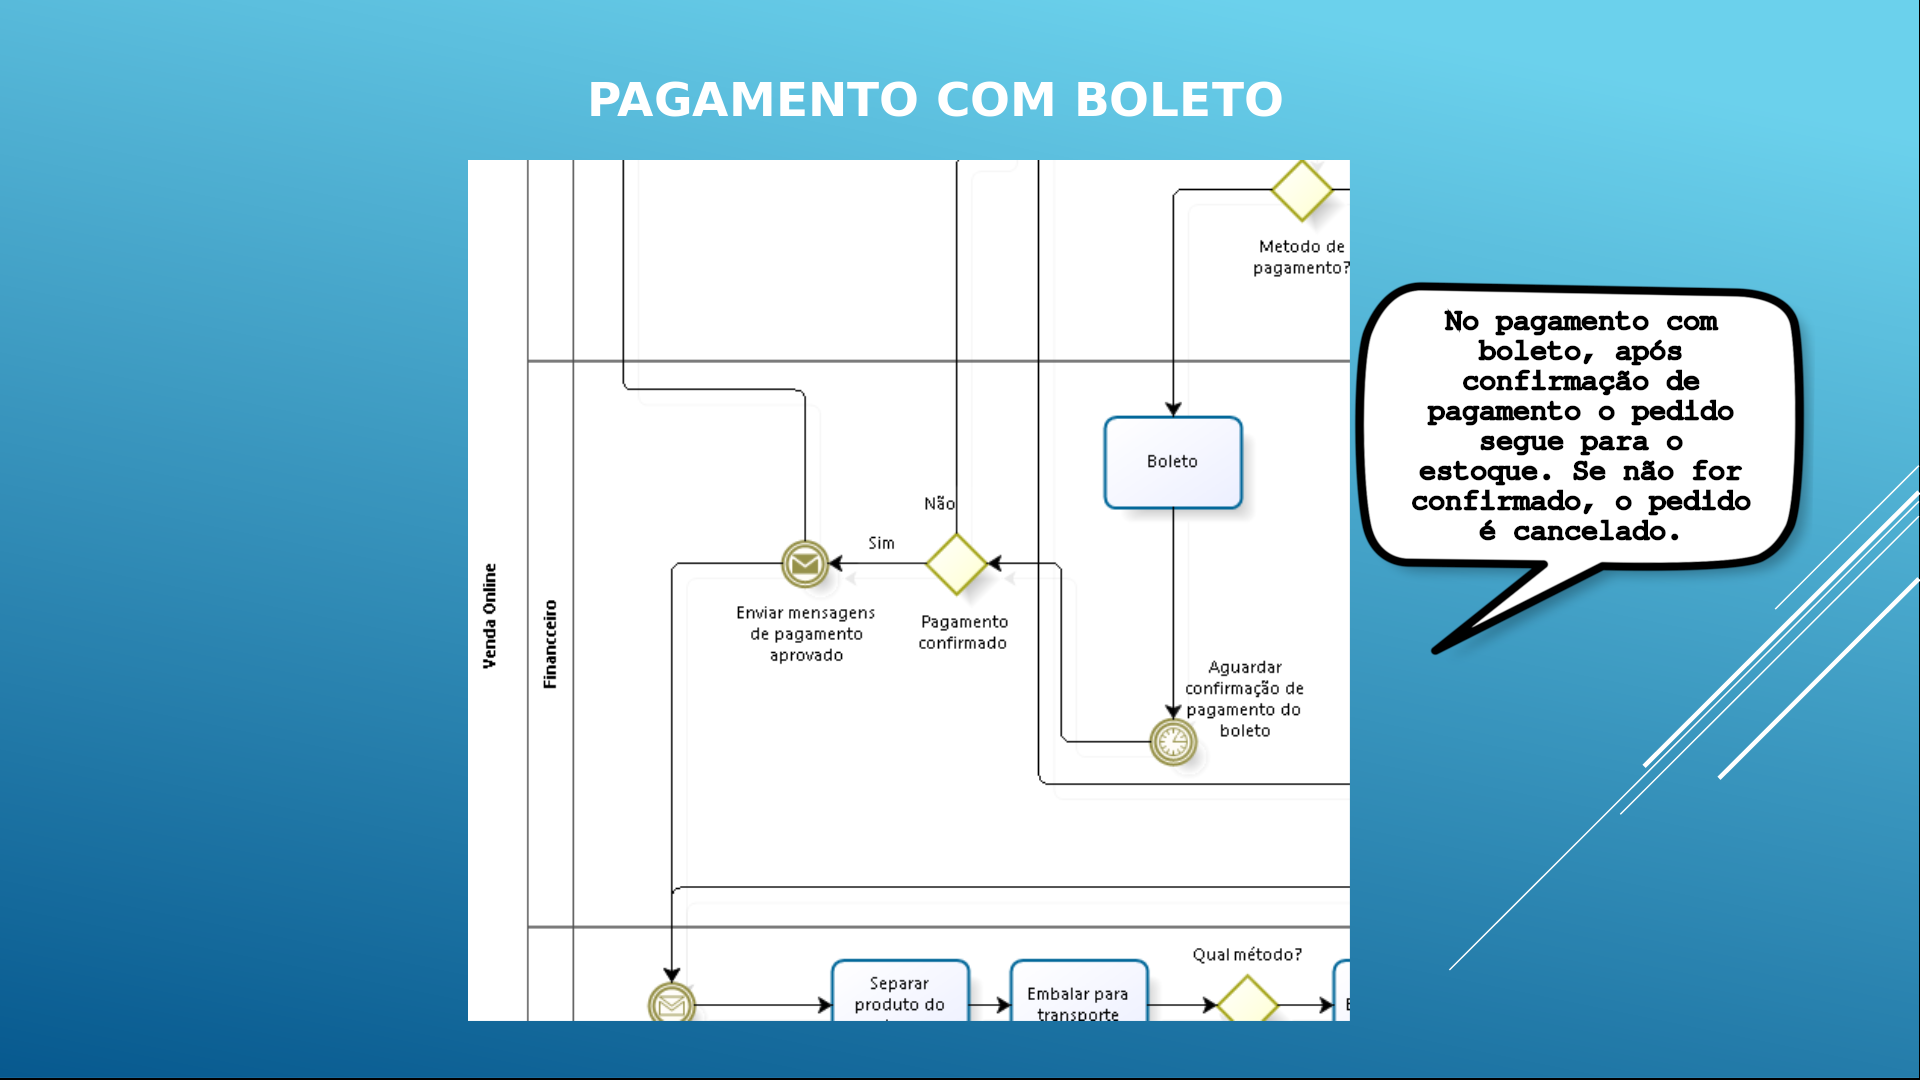 PAGAMENTO COM BOLETO
Metodo de
pagamento?
No pagamento com
boleto, após
confirmação de
pagamento o pedido
segue para o
estoque. Se não for
confirmado, o pedido
é cancelado.
Boleto
Não
Sim
Enviar mensagens
de pagamento
aprovado
Pagamento
confirmado
Aguardar
confirmação de
pagamento do
boleto
Venda Online
Financceiro
Qual método?
Separar
produto do
Embalar para
transporte